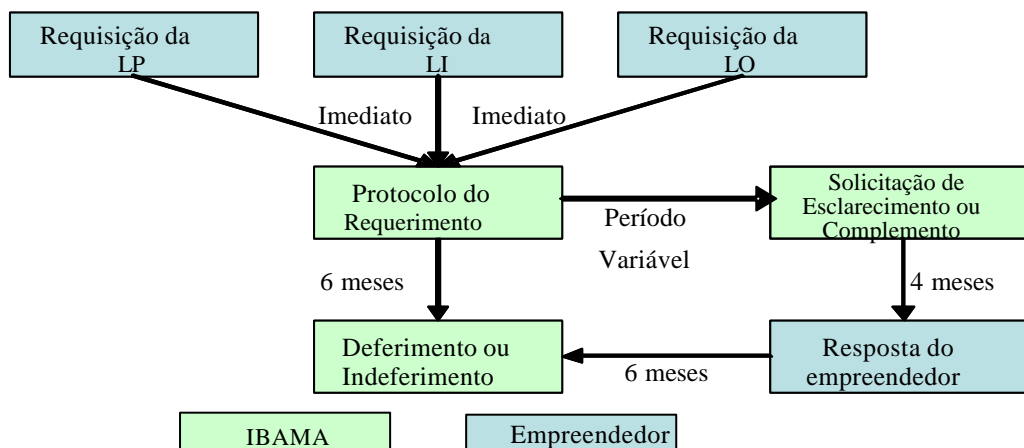 Requisição da
LP
Requisição da
LI
Requisição da
LO
Imediato
Imediato
Protocolo do
Requerimento
Período
Variável
Solicitação de
Esclarecimento ou
Complemento
6 meses
4 meses
Deferimento ou
Indeferimento
6 meses
Resposta do
empreendedor
IBAMA
Empreendedor